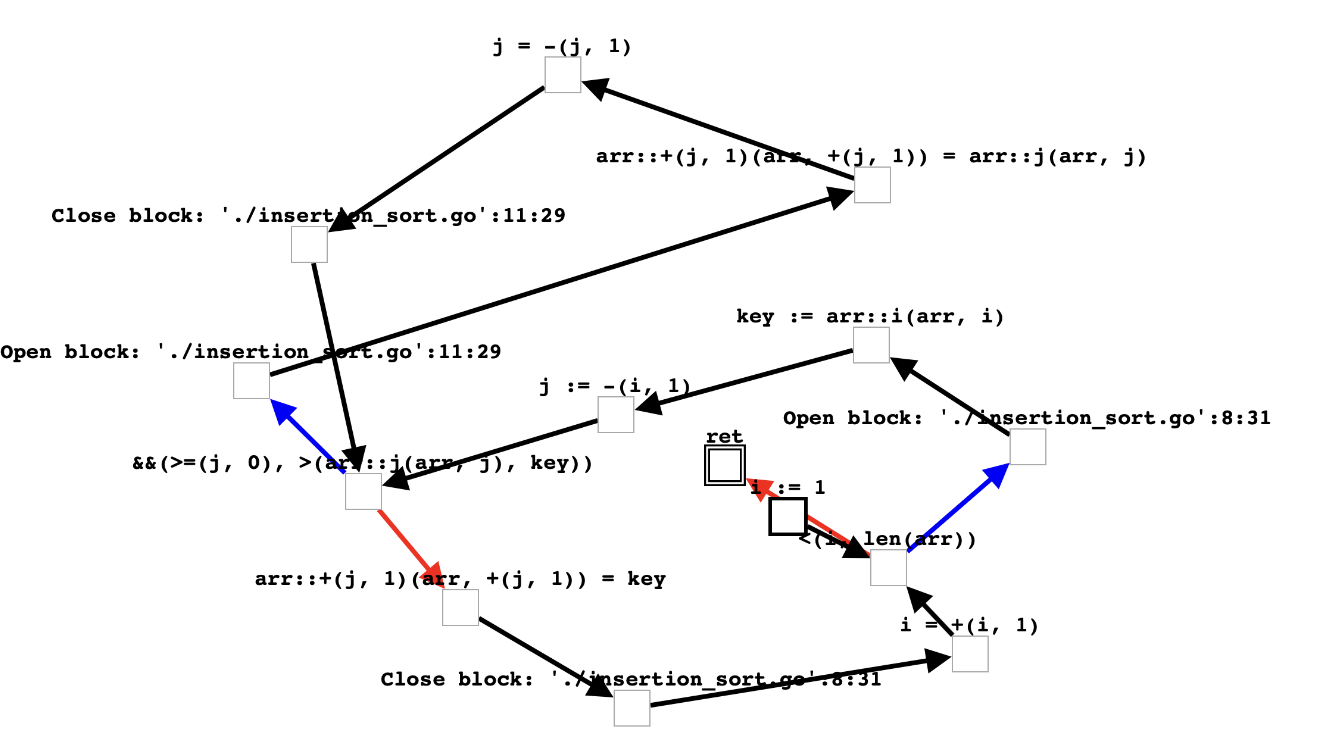 j = -(j, 1)
arr::+(j, 1)(arr, +(j, 1)) = arr::j(arr, j)
Close block: './insertion_sort.go':11:29
key := arr::i(arr, i)
Open block: './insertion_sort.go':11:29
j := -(i, 1)
Open block: './insertion_sort.go':8:31
ret
&&(>=(j, 0), >(arr::j(arr, j), key))
i := 1
<(i, len(arr))
arr::+(j, 1)(arr, +(j, 1)) = key
i = +(i, 1)
Close block: './insertion_sort.go':8:31